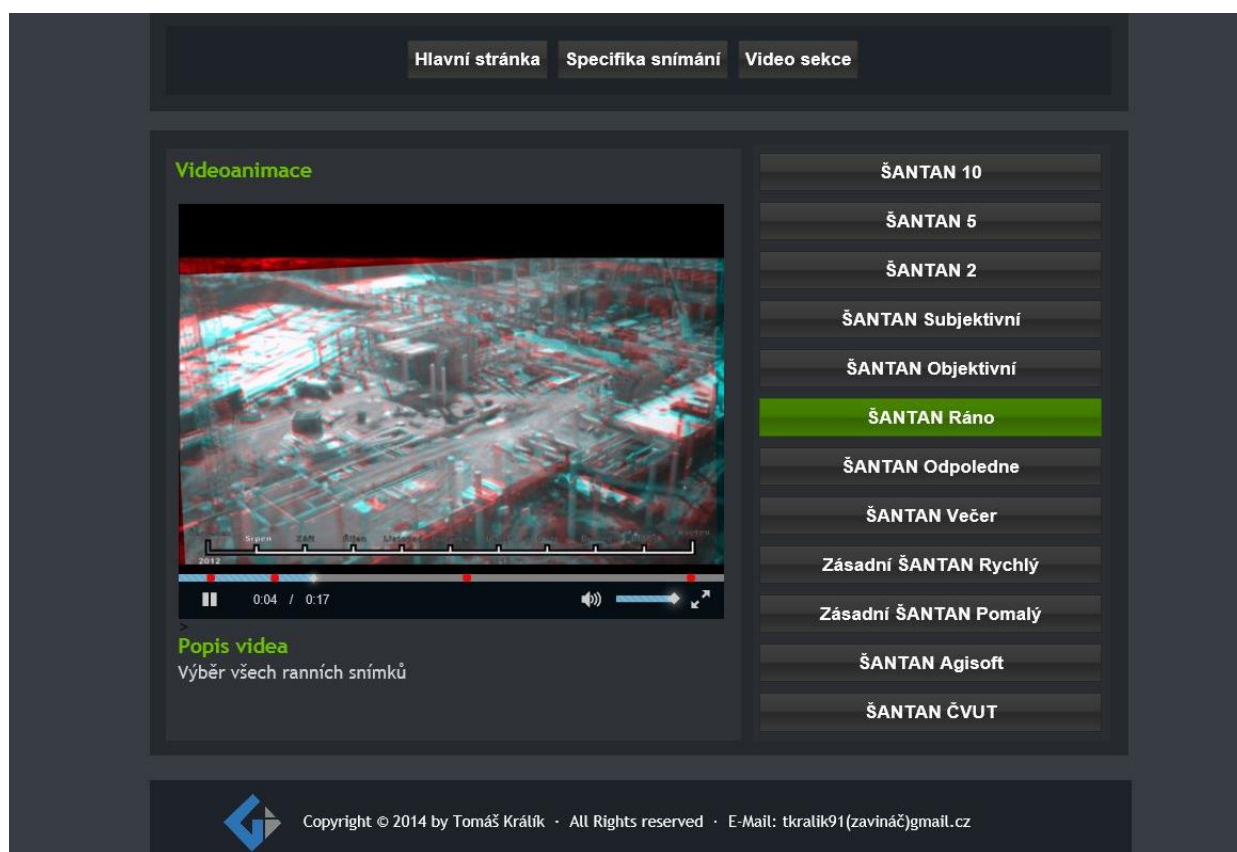 Hlavní stránka
Specifika snímání
Video sekce
Videoanimace
Srpen
Září
Říjen
2012
0:04 / 0:17
>
Popis videa
Výběr všech ranních snímků
ŠANTAN 10
ŠANTAN 5
ŠANTAN 2
ŠANTAN Subjektivní
ŠANTAN Objektivní
ŠANTAN Ráno
ŠANTAN Odpoledne
ŠANTAN Večer
Zásadní ŠANTAN Rychlý
Zásadní ŠANTAN Pomalý
ŠANTAN Agisoft
ŠANTAN ČVUT
Copyright © 2014 by Tomáš Králík · All Rights reserved · E-Mail: tkralik91(zavináč)gmail.cz